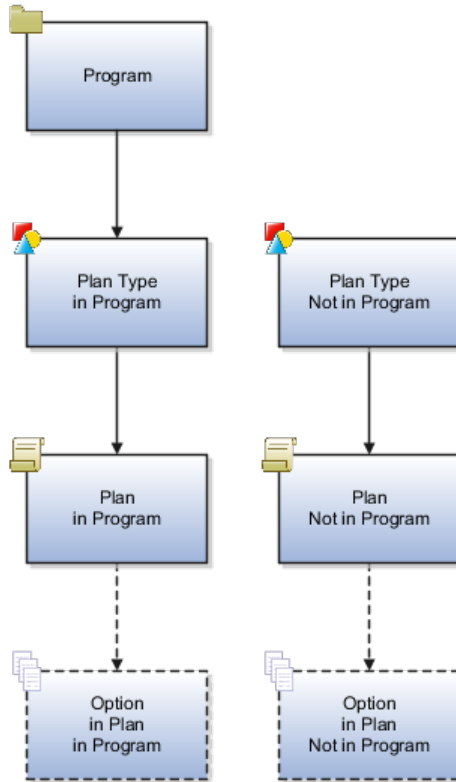 Program
Plan Type
in Program
Plan Type
Not in Program
Plan
in Program
Plan
Not in Program
Option
in Plan
in Program
Option
in Plan
Not in Program